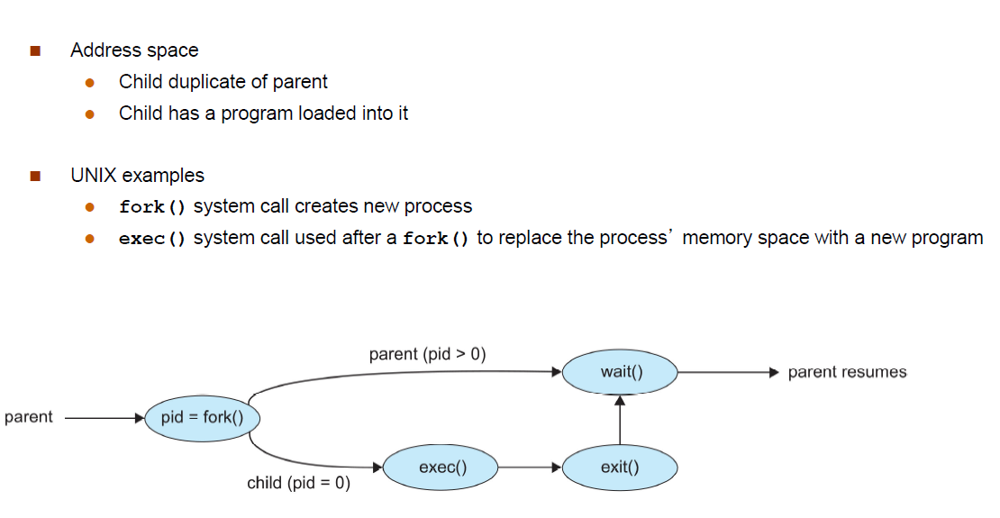 Address space
Child duplicate of parent
Child has a program loaded into it
UNIX examples
fork() system call creates new process
exec() system call used after a fork() to replace the process’ memory space with a new program
parent (pid > 0)
wait()
parent resumes
parent
pid = fork()
exec()
exit()
child (pid = 0)